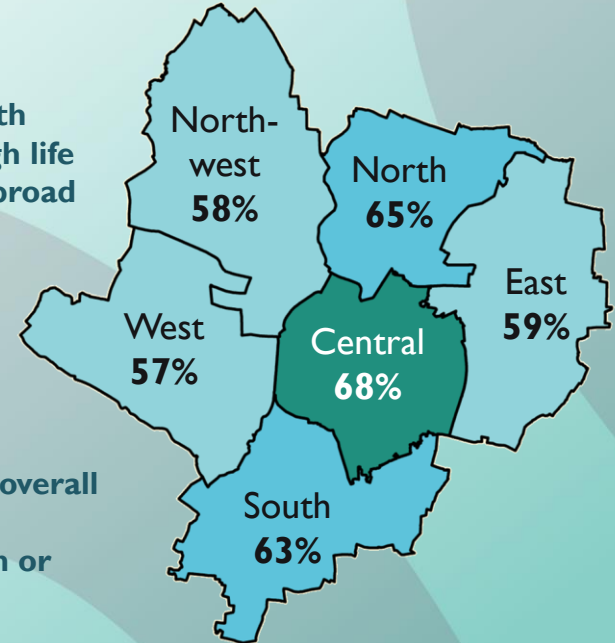 th
gh life
broad
overall
n or
North-
west
58%
North
65%
East
59%
West
57%
Central
68%
South
63%